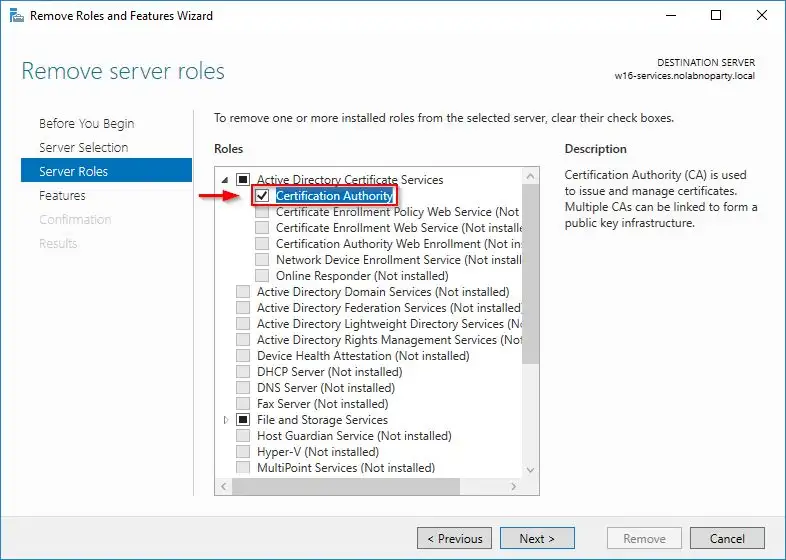 Remove Roles and Features Wizard
Remove server roles
DESTINATION SERVER
w16-services.nolabnoparty.local
Before You Begin
Server Selection
Server Roles
Features
Confirmation
Results
To remove one or more installed roles from the selected server, clear their check boxes.
Roles
Active Directory Certificate Services
Certification Authority
Certificate Enrollment Policy Web Service (Not
Certificate Enrollment Web Service (Not installed)
Certification Authority Web Enrollment (Not in
Network Device Enrollment Service (Not installed
Online Responder (Not installed)
Active Directory Domain Services (Not installed)
Active Directory Federation Services (Not installed)
Active Directory Lightweight Directory Services (N
Active Directory Rights Management Services (Not
Device Health Attestation (Not installed)
DHCP Server (Not installed)
DNS Server (Not installed)
Fax Server (Not installed)
File and Storage Services
Host Guardian Service (Not installed)
Hyper-V (Not installed)
MultiPoint Services (Not installed)
Description
Certification Authority (CA) is used
to issue and manage certificates.
Multiple CAs can be linked to form a
public key infrastructure.
< Previous
Next >
Remove
Cancel